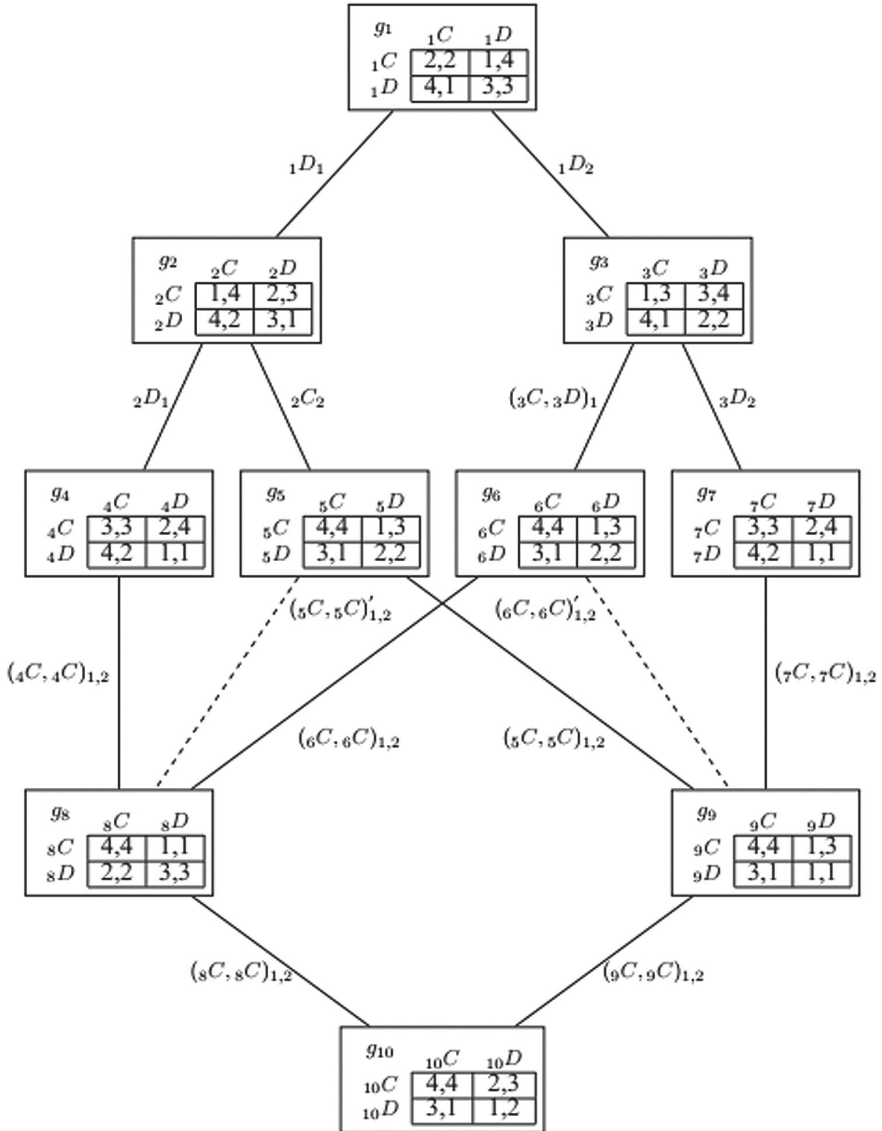 g₁ ₁C ₁D
₁C 2,2 1,4
₁D 4,1 3,3
₁D₁ ₁D₂
g₂ ₂C ₂D
₂C 1,4 2,3
₂D 4,2 3,1
g₃ ₃C ₃D
₃C 1,3 3,4
₃D 4,1 2,2
₂D₁ ₂C₂ (₃C,₃D)₁ ₃D₂
g₄ ₄C ₄D
₄C 3,3 2,4
₄D 4,2 1,1
g₅ ₅C ₅D
₅C 4,4 1,3
₅D 3,1 2,2
g₆ ₆C ₆D
₆C 4,4 1,3
₆D 3,1 2,2
g₇ ₇C ₇D
₇C 3,3 2,4
₇D 4,2 1,1
(₅C,₅C)′₁,₂ (₆C,₆C)′₁,₂
(₄C,₄C)₁,₂ (₇C,₇C)₁,₂
(₆C,₆C)₁,₂ (₅C,₅C)₁,₂
g₈ ₈C ₈D
₈C 4,4 1,1
₈D 2,2 3,3
g₉ ₉C ₉D
₉C 4,4 1,3
₉D 3,1 1,1
(₈C,₈C)₁,₂ (₉C,₉C)₁,₂
g₁₀ ₁₀C ₁₀D
₁₀C 4,4 2,3
₁₀D 3,1 1,2